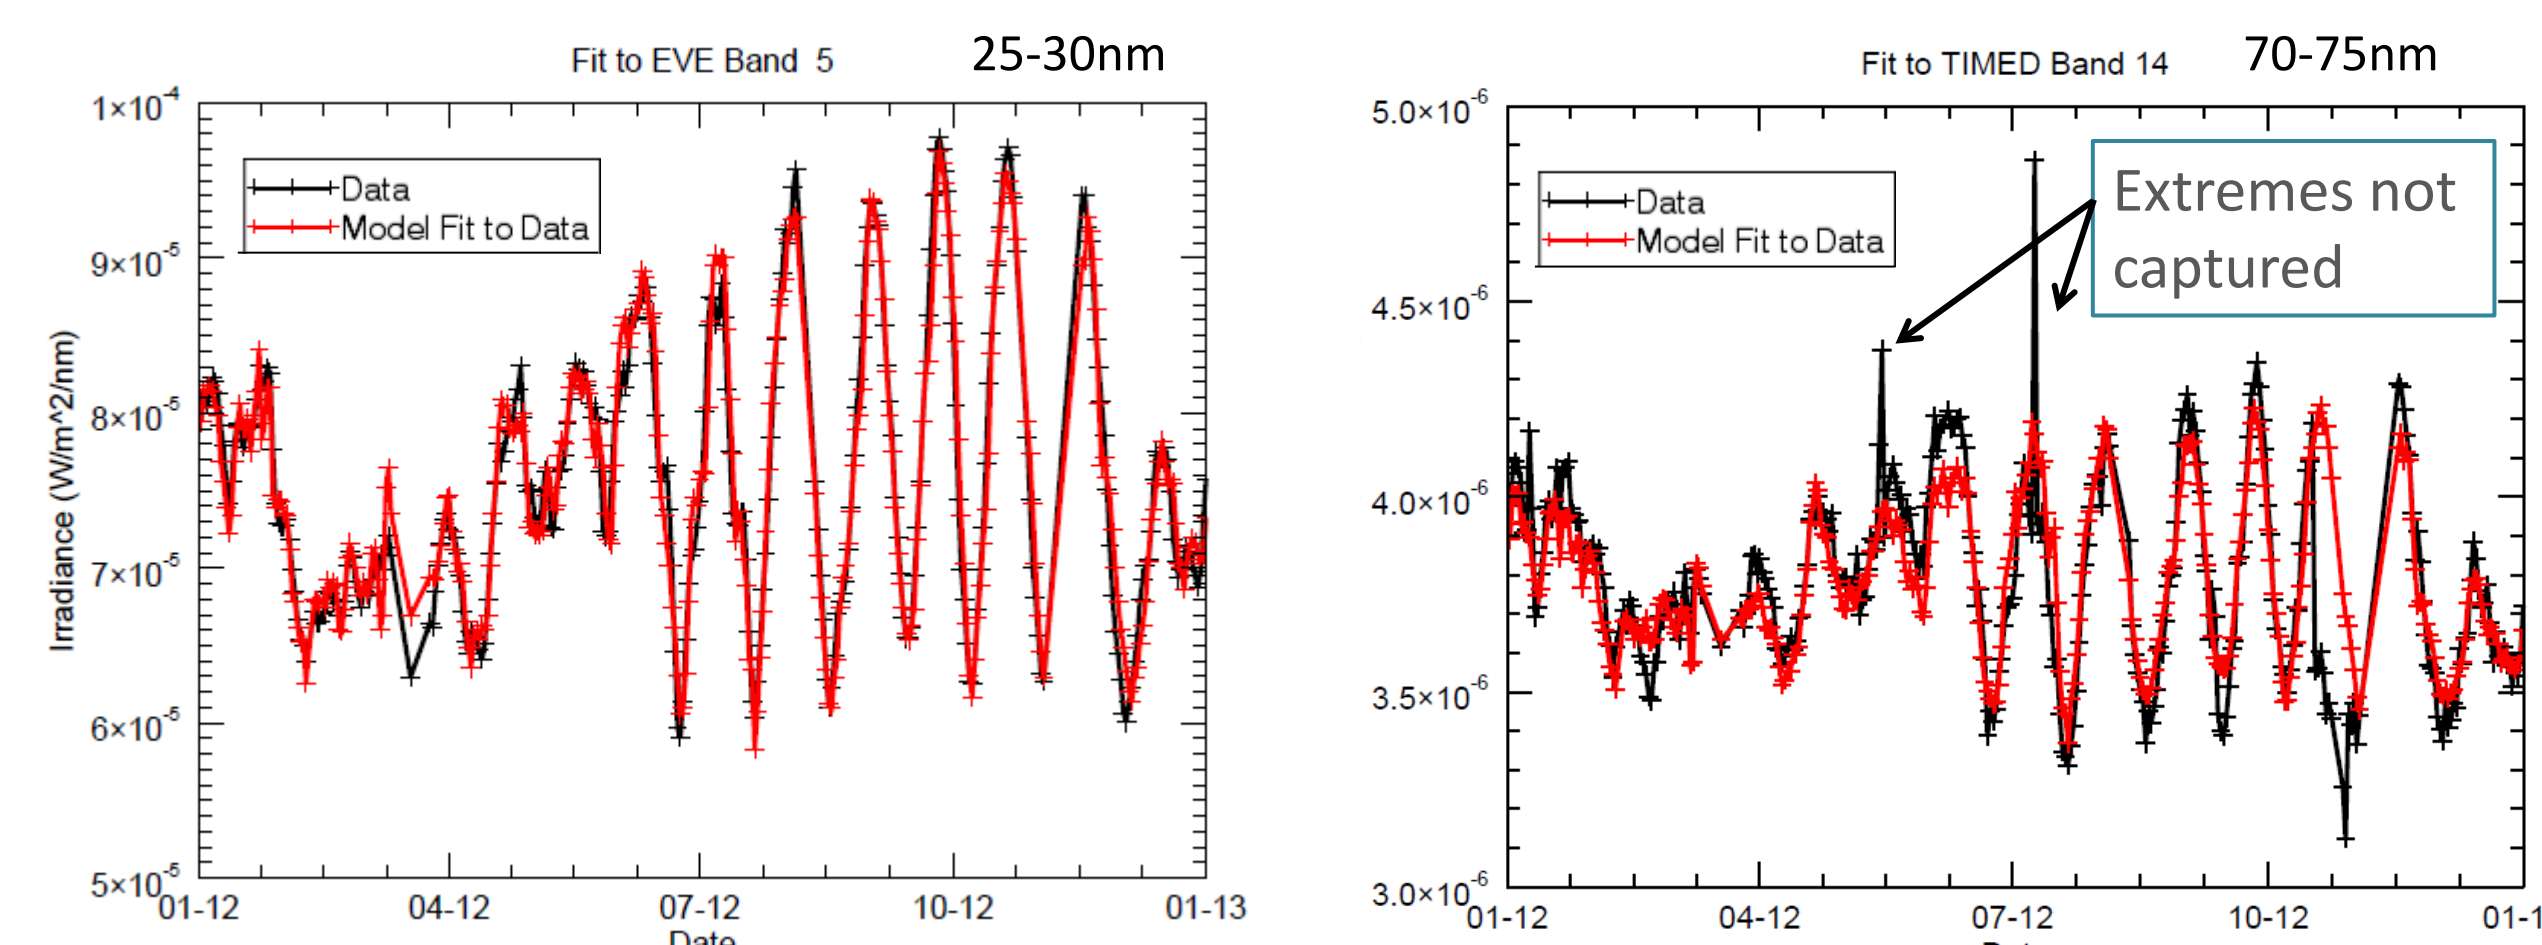 Fit to EVE Band 5
25-30nm
1×10^-4
9×10^-5
8×10^-5
7×10^-5
6×10^-5
5×10^-5
Irradiance (W/m^2/nm)
Data
Model Fit to Data
01-12
04-12
07-12
10-12
01-13
Fit to TIMED Band 14
70-75nm
5.0×10^-6
4.5×10^-6
4.0×10^-6
3.5×10^-6
3.0×10^-6
Data
Model Fit to Data
Extremes not
captured
01-12
04-12
07-12
10-12